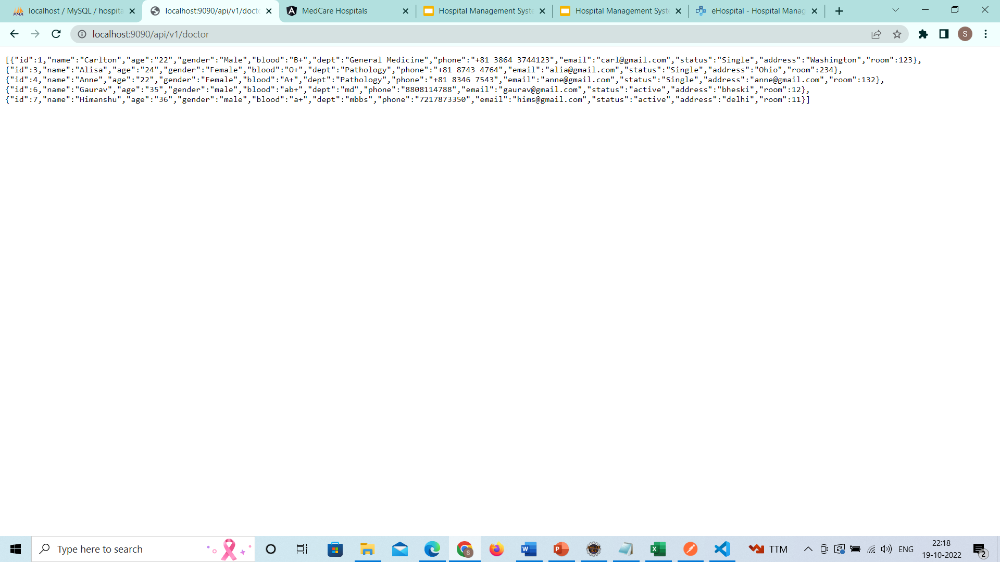 localhost / MySQL / hospita
localhost:9090/api/v1/docto
MedCare Hospitals
Hospital Management Syste
Hospital Management Syste
eHospital - Hospital Manag
localhost:9090/api/v1/doctor
S
[{"id":1,"name":"Carlton","age":"22","gender":"Male","blood":"B+","dept":"General Medicine","phone":"+81 3864 3744123","email":"carl@gmail.com","status":"Single","address":"Washington","room":123},
{"id":3,"name":"Alisa","age":"24","gender":"Female","blood":"O+","dept":"Pathology","phone":"+81 8743 4764","email":"alia@gmail.com","status":"Single","address":"Ohio","room":234},
{"id":4,"name":"Anne","age":"22","gender":"Female","blood":"A+","dept":"Pathology","phone":"+81 8346 7543","email":"anne@gmail.com","status":"Single","address":"anne@gmail.com","room":132},
{"id":6,"name":"Gaurav","age":"35","gender":"male","blood":"ab+","dept":"md","phone":"8808114788","email":"gaurav@gmail.com","status":"active","address":"bheski","room":12},
{"id":7,"name":"Himanshu","age":"36","gender":"male","blood":"a+","dept":"mbbs","phone":"7217873350","email":"hims@gmail.com","status":"active","address":"delhi","room":11}]
Type here to search
TTM
ENG
22:18
19-10-2022
2